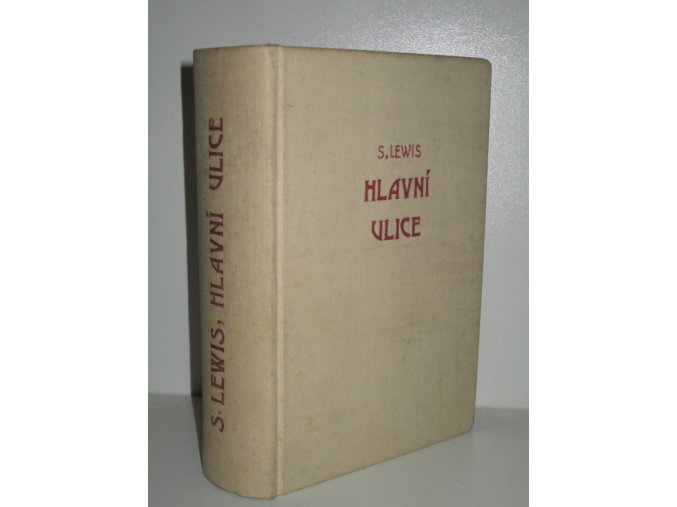 S. LEWIS, HLAVNÍ ULICE
S. LEWIS
HLAVNÍ
ULICE